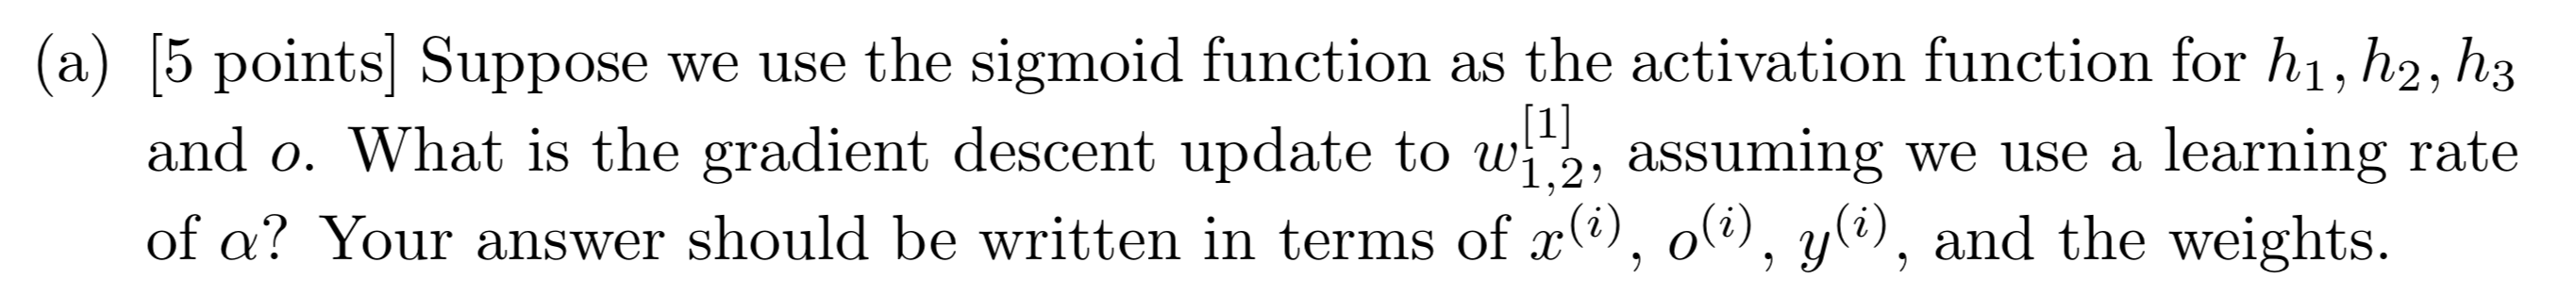 (a) [5 points] Suppose we use the sigmoid function as the activation function for $h_1, h_2, h_3$
and $o$. What is the gradient descent update to $w_{1,2}^{[1]}$, assuming we use a learning rate
of $\alpha$? Your answer should be written in terms of $x^{(i)}$, $o^{(i)}$, $y^{(i)}$, and the weights.